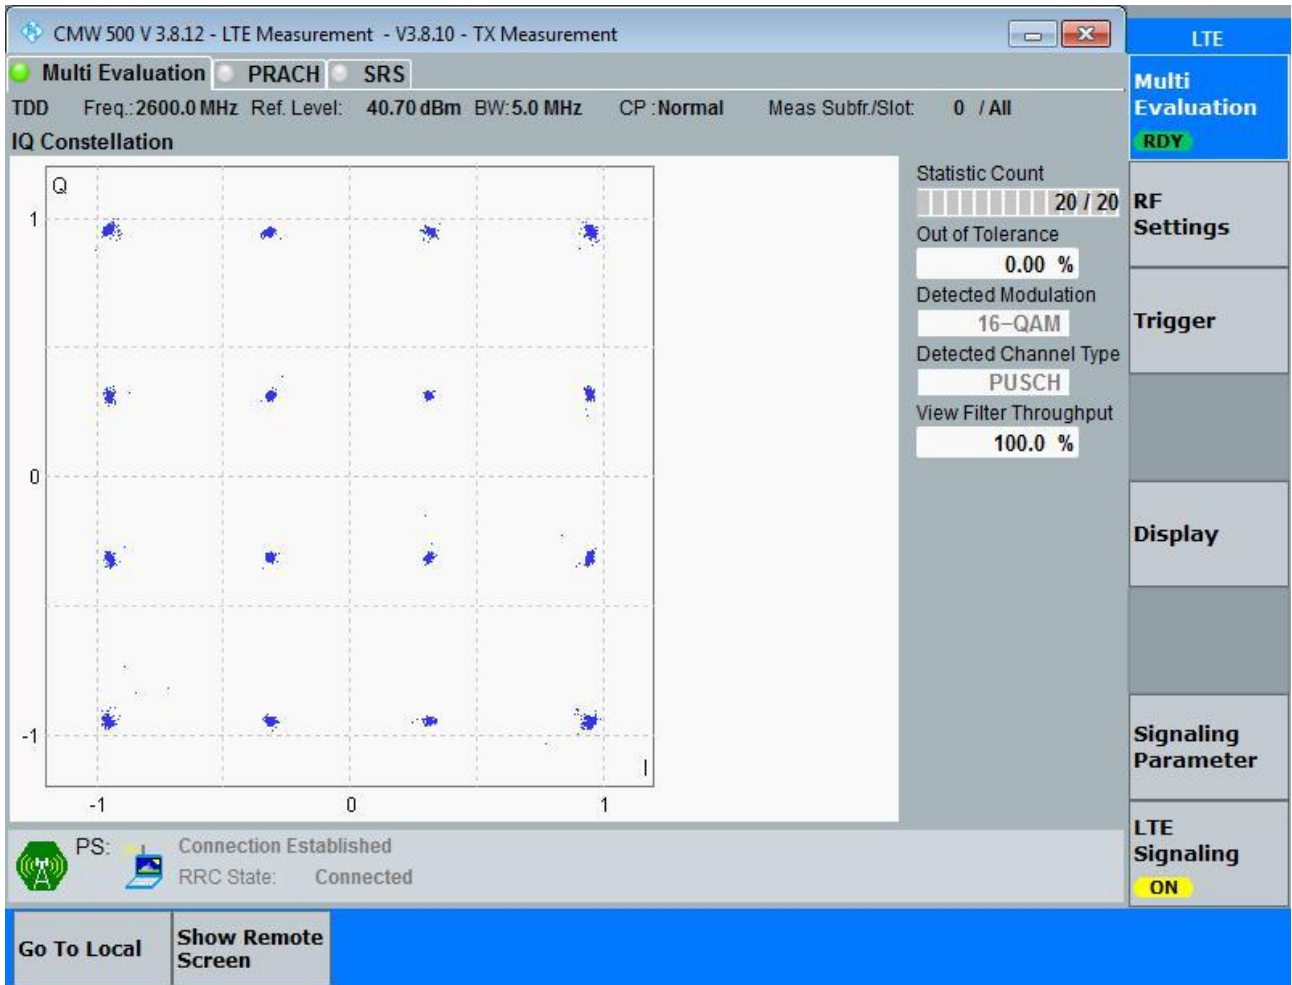 CMW 500 V 3.8.12 - LTE Measurement - V3.8.10 - TX Measurement
LTE
Multi Evaluation PRACH SRS
Multi
Evaluation
RDY
TDD Freq.: 2600.0 MHz Ref. Level: 40.70 dBm BW: 5.0 MHz CP : Normal Meas Subfr./Slot: 0 / All
IQ Constellation
Q
1
0
-1
I
-1 0 1
Statistic Count
20 / 20
Out of Tolerance
0.00 %
Detected Modulation
16-QAM
Detected Channel Type
PUSCH
View Filter Throughput
100.0 %
RF
Settings
Trigger
Display
Signaling
Parameter
LTE
Signaling
ON
PS: Connection Established
RRC State: Connected
Go To Local
Show Remote
Screen